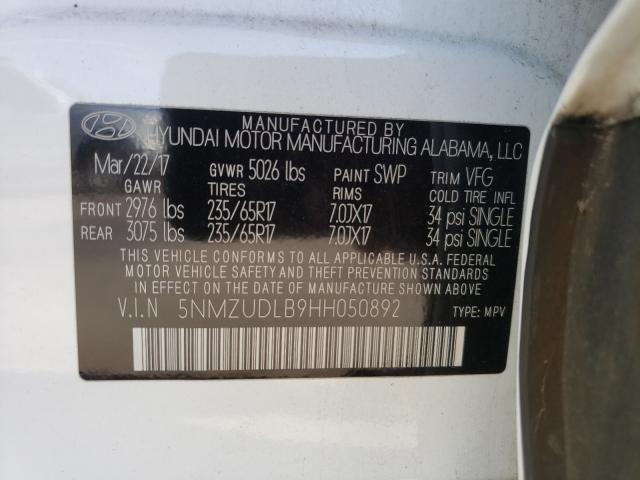 MANUFACTURED BY
HYUNDAI MOTOR MANUFACTURING ALABAMA, LLC
Mar/22/17 GVWR 5026 lbs PAINT SWP TRIM VFG
GAWR TIRES RIMS COLD TIRE INFL
FRONT 2976 lbs 235/65R17 7.0JX17 34 psi SINGLE
REAR 3075 lbs 235/65R17 7.0JX17 34 psi SINGLE
THIS VEHICLE CONFORMS TO ALL APPLICABLE U.S.A. FEDERAL
MOTOR VEHICLE SAFETY AND BUMPER STANDARDS
IN EFFECT ON THE DATE OF MANUFACTURE SHOWN ABOVE.
V.I.N 5NMZUDLB9HH050892 TYPE: MPV